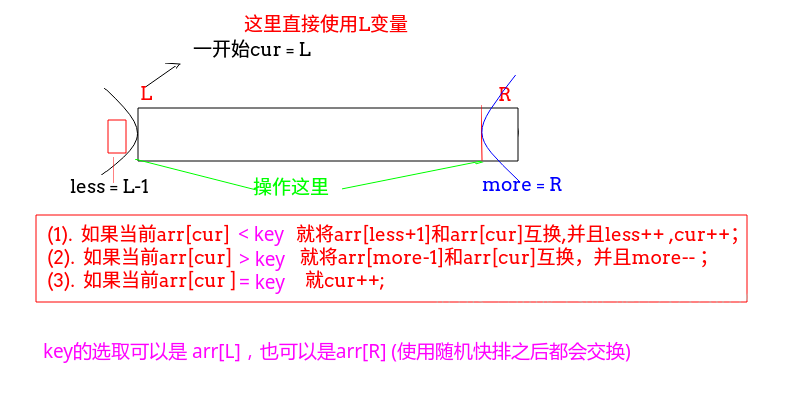 这里直接使用L变量
一开始cur = L
L
R
less = L-1
操作这里
more = R
(1). 如果当前arr[cur] < key 就将arr[less+1]和arr[cur]互换,并且less++ ,cur++;
(2). 如果当前arr[cur] > key 就将arr[more-1]和arr[cur]互换，并且more-- ;
(3). 如果当前arr[cur ] = key 就cur++;
key的选取可以是 arr[L]，也可以是arr[R] (使用随机快排之后都会交换)